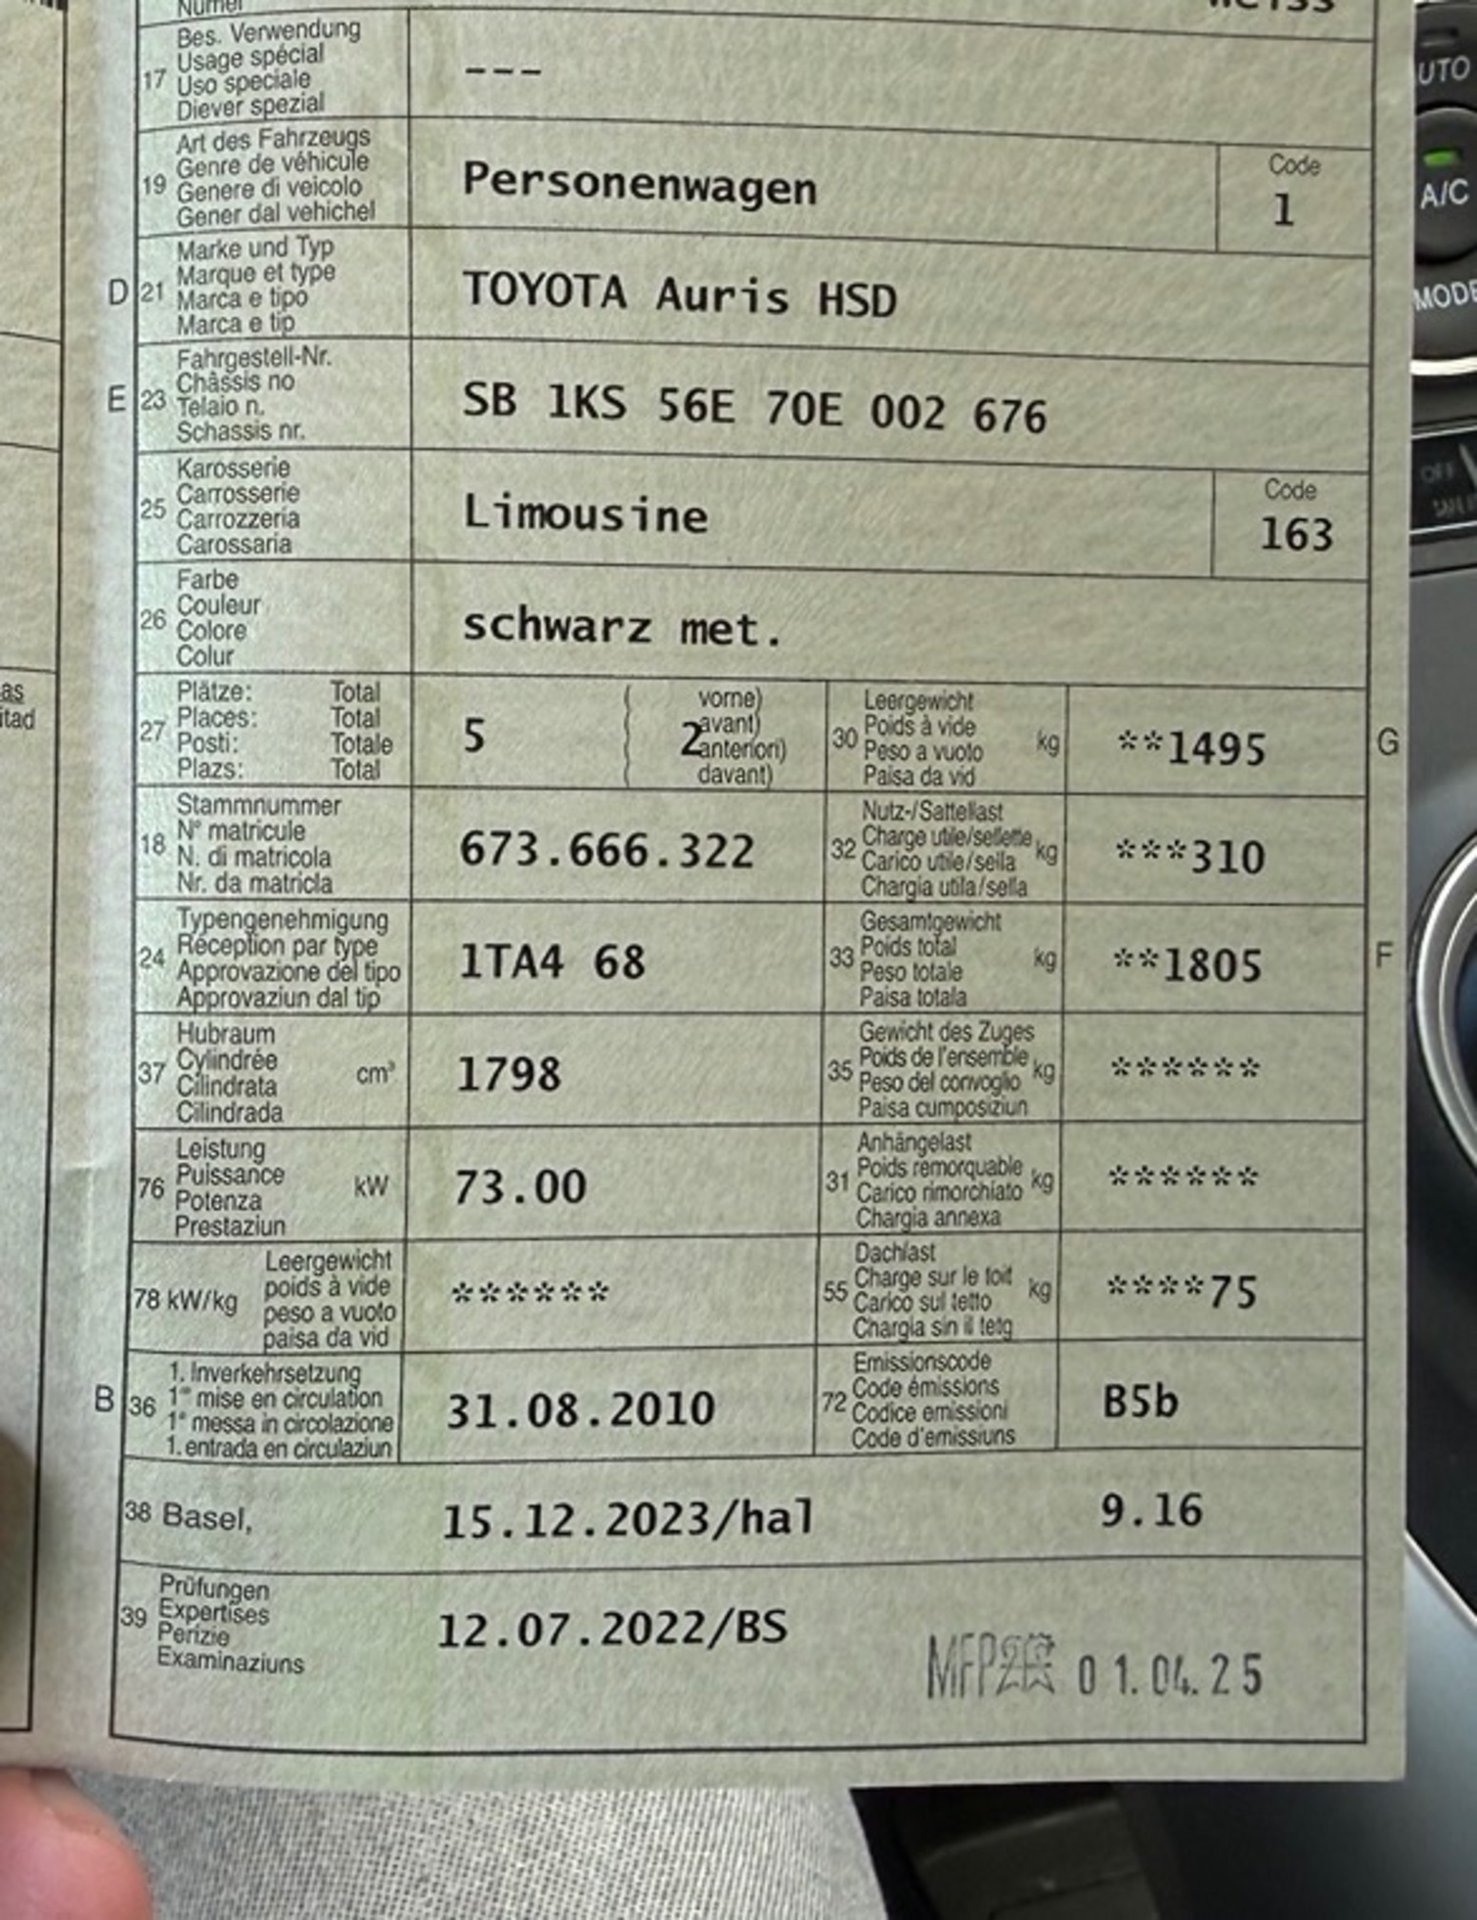 17 Bes. Verwendung
Usage spécial
Uso speciale
Diever spezial
---
19 Art des Fahrzeugs
Genre de véhicule
Genere di veicolo
Gener dal vehichel
Personenwagen
Code
1
D 21 Marke und Typ
Marque et type
Marca e tipo
Marca e tip
TOYOTA Auris HSD
E 23 Fahrgestell-Nr.
Châssis no
Telaio n.
Schassis nr.
SB 1KS 56E 70E 002 676
25 Karosserie
Carrosserie
Carrozzeria
Carossaria
Limousine
Code
163
26 Farbe
Couleur
Colore
Colur
schwarz met.
27 Plätze: Total
Places: Total
Posti: Totale
Plazs: Total
5
( vorne)
( 2 avant)
( anteriori)
( davant)
30 Leergewicht
Poids à vide
Peso a vuoto
Paisa da vid
kg
**1495
G
18 Stammnummer
N° matricule
N. di matricola
Nr. da matricla
673.666.322
32 Nutz-/Sattellast
Charge utile/sellette
Carico utile/sella
Chargia utila/sella
kg
***310
24 Typengenehmigung
Réception par type
Approvazione del tipo
Approvaziun dal tip
1TA4 68
33 Gesamtgewicht
Poids total
Peso totale
Paisa totala
kg
**1805
F
37 Hubraum
Cylindrée
Cilindrata
Cilindrada
cm³
1798
35 Gewicht des Zuges
Poids de l'ensemble
Peso del convoglio
Paisa cumposiziun
kg
******
76 Leistung
Puissance
Potenza
Prestaziun
kW
73.00
31 Anhängelast
Poids remorquable
Carico rimorchiato
Chargia annexa
kg
******
78 kW/kg
Leergewicht
poids à vide
peso a vuoto
paisa da vid
******
55 Dachlast
Charge sur le toit
Carico sul tetto
Chargia sin il tetg
kg
****75
B 36 1. Inverkehrsetzung
1re mise en circulation
1a messa in circolazione
1. entrada en circulaziun
31.08.2010
72 Emissionscode
Code émissions
Codice emissioni
Code d'emissiuns
B5b
38 Basel,
15.12.2023/hal
9.16
39 Prüfungen
Expertises
Perizie
Examinaziuns
12.07.2022/BS
01.04.25
UTO
A/C
MODE
OFF
as
itad